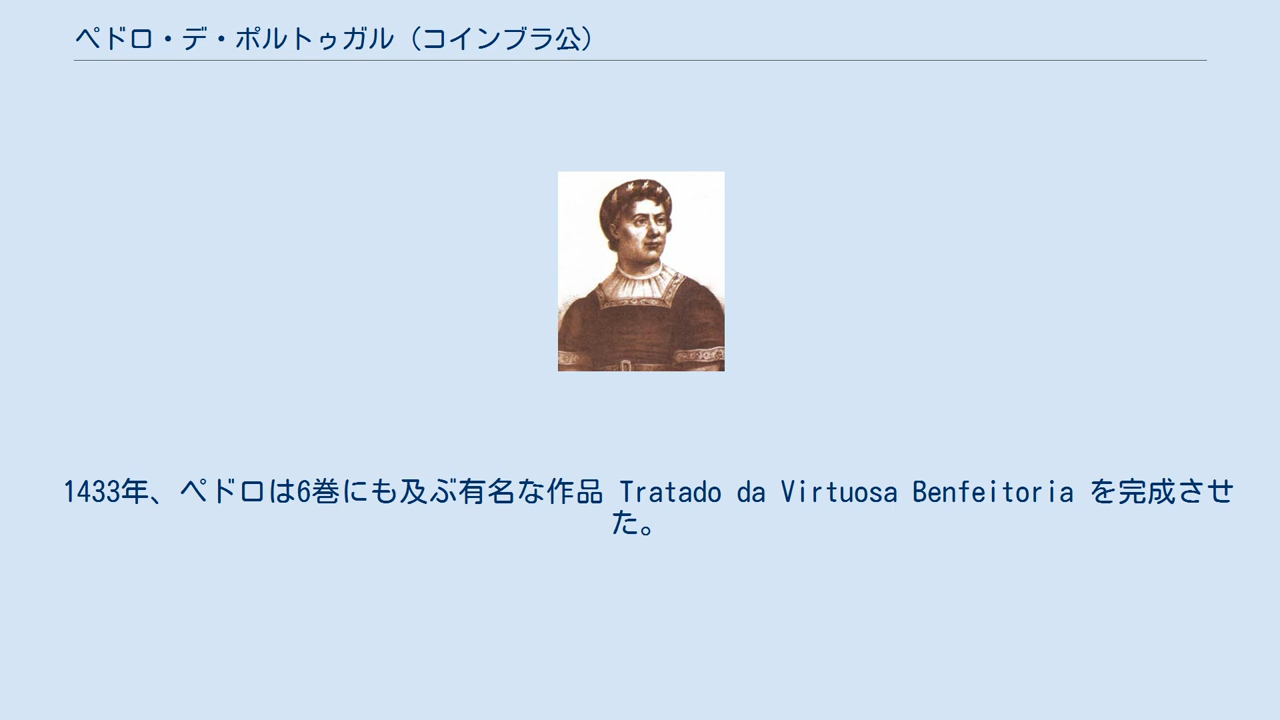 ペドロ・デ・ポルトゥガル（コインブラ公）
1433年、ペドロは6巻にも及ぶ有名な作品 Tratado da Virtuosa Benfeitoria を完成させ
た。